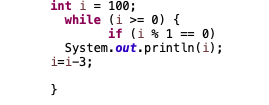 int i = 100;
while (i >= 0) {
if (i % 1 == 0)
System.out.println(i);
i=i-3;
}